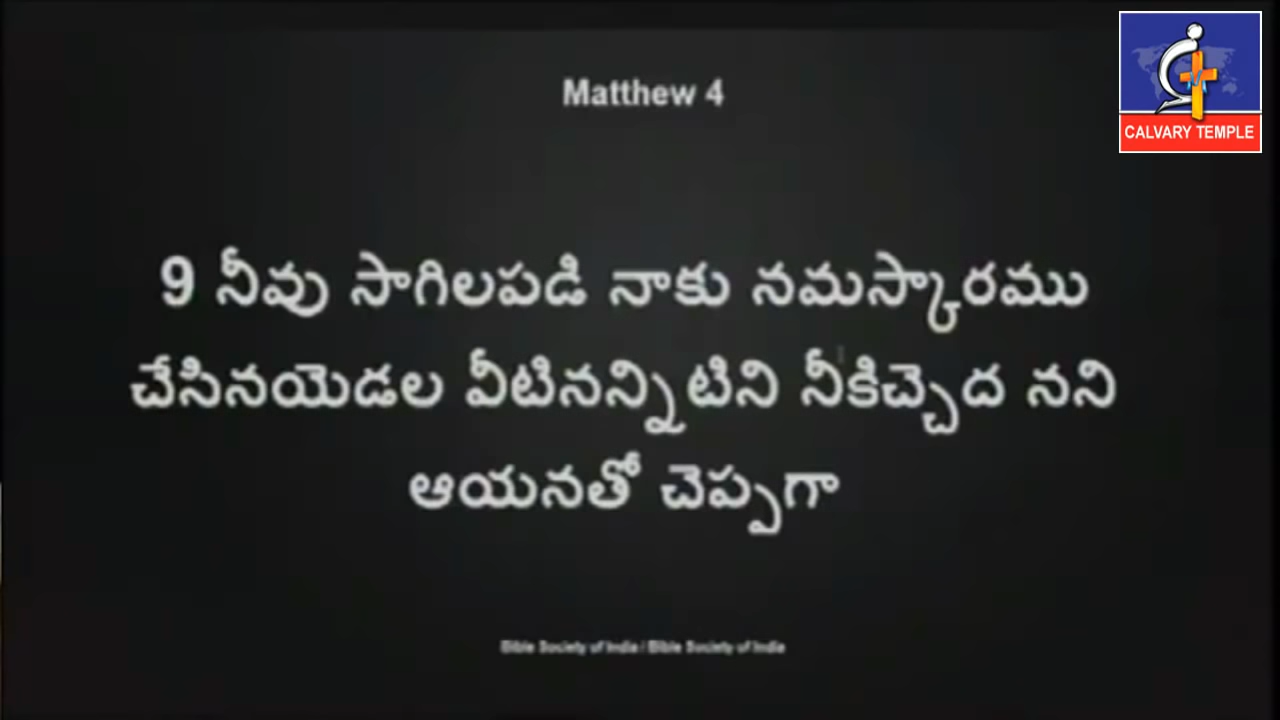 CALVARY TEMPLE
Matthew 4
9 నీవు సాగిలపడి నాకు నమస్కారము
చేసినయెడల వీటినన్నిటిని నీకిచ్చెద నని
ఆయనతో చెప్పగా
Bible Society of India / Bible Society of India